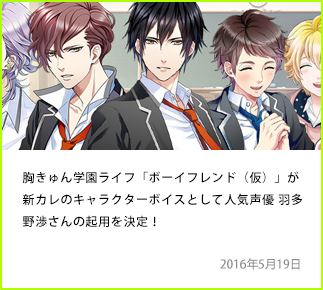 胸きゅん学園ライフ「ボーイフレンド（仮）」が
新カレのキャラクターボイスとして人気声優 羽多
野渉さんの起用を決定！
2016年5月19日